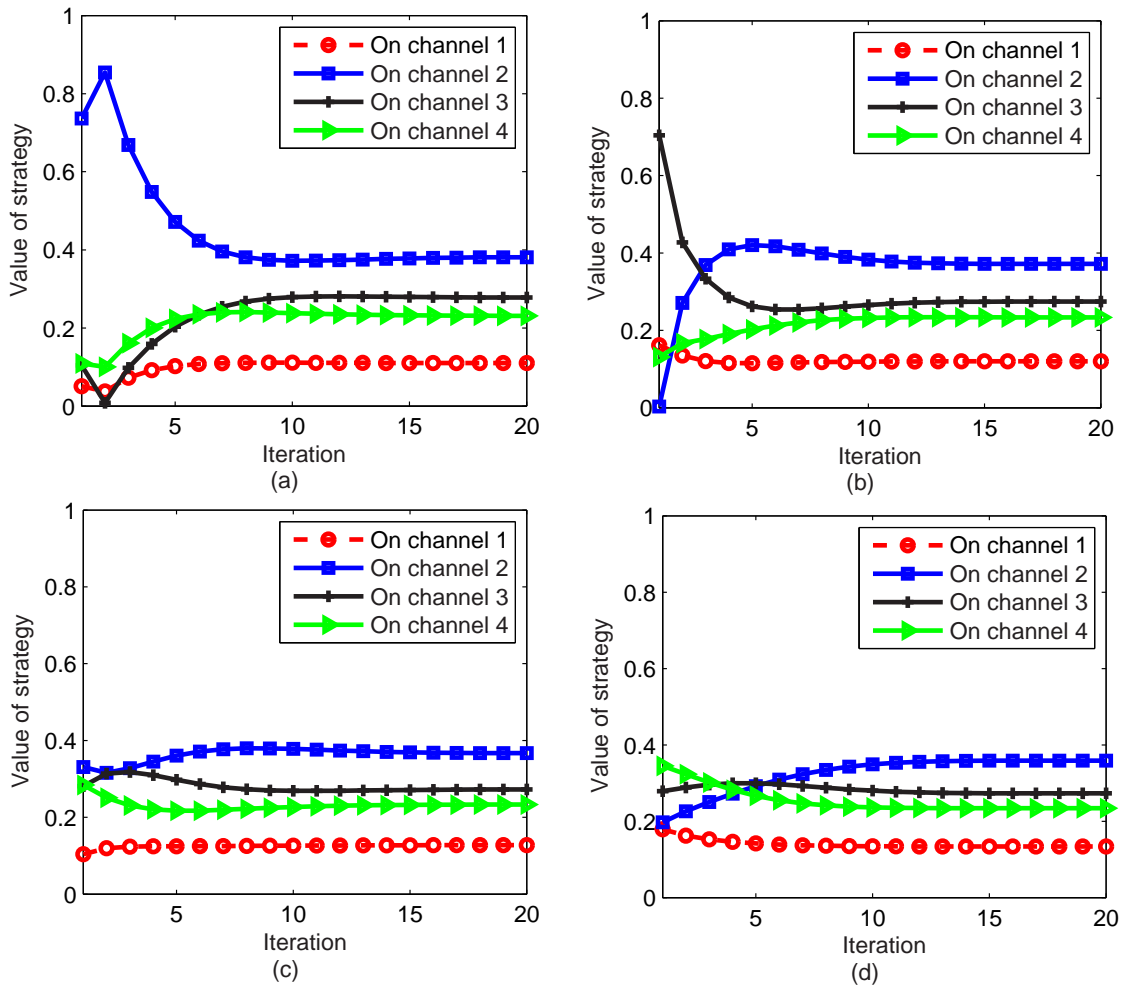 1
0.8
0.6
0.4
0.2
0
Value of strategy
5
10
15
20
Iteration
(a)
On channel 1
On channel 2
On channel 3
On channel 4
1
0.8
0.6
0.4
0.2
0
Value of strategy
5
10
15
20
Iteration
(b)
On channel 1
On channel 2
On channel 3
On channel 4
1
0.8
0.6
0.4
0.2
0
Value of strategy
5
10
15
20
Iteration
(c)
On channel 1
On channel 2
On channel 3
On channel 4
1
0.8
0.6
0.4
0.2
0
Value of strategy
5
10
15
20
Iteration
(d)
On channel 1
On channel 2
On channel 3
On channel 4